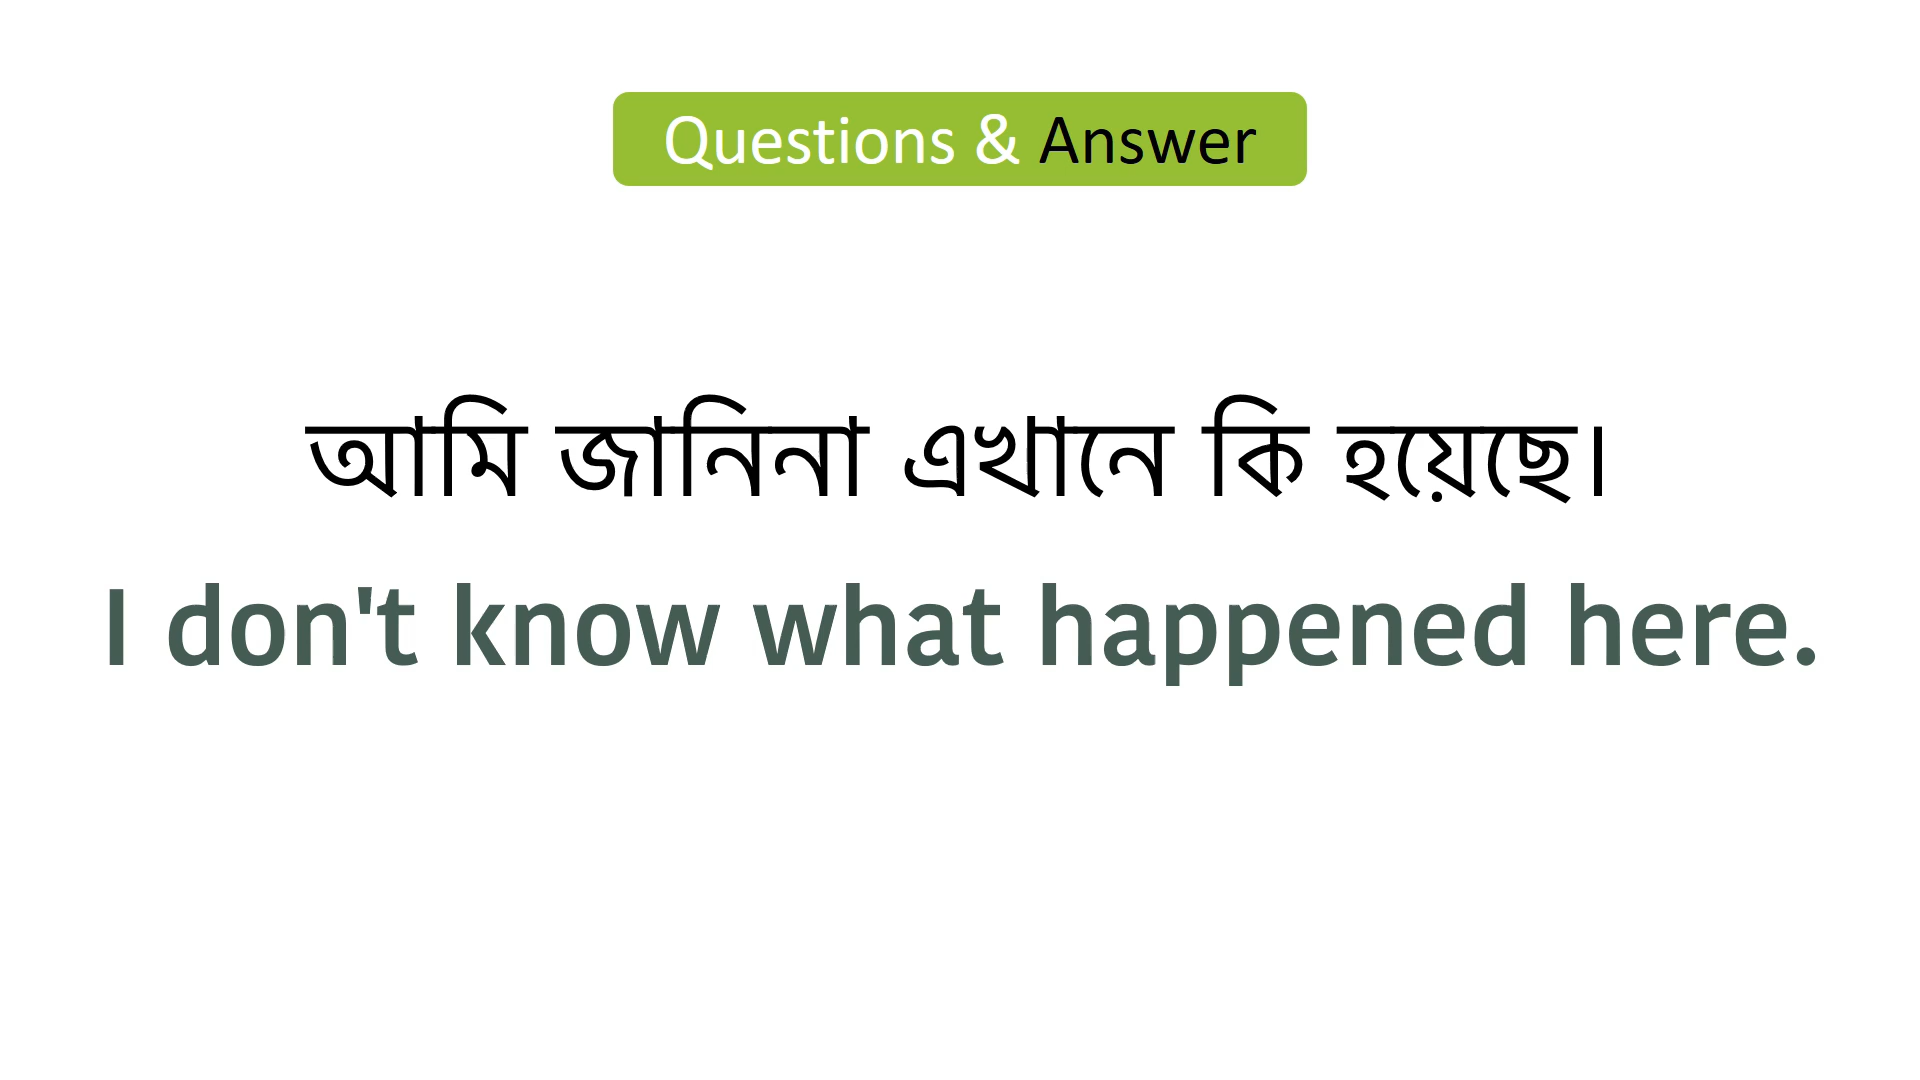 Questions & Answer
আমি জানিনা এখানে কি হয়েছে।
I don't know what happened here.